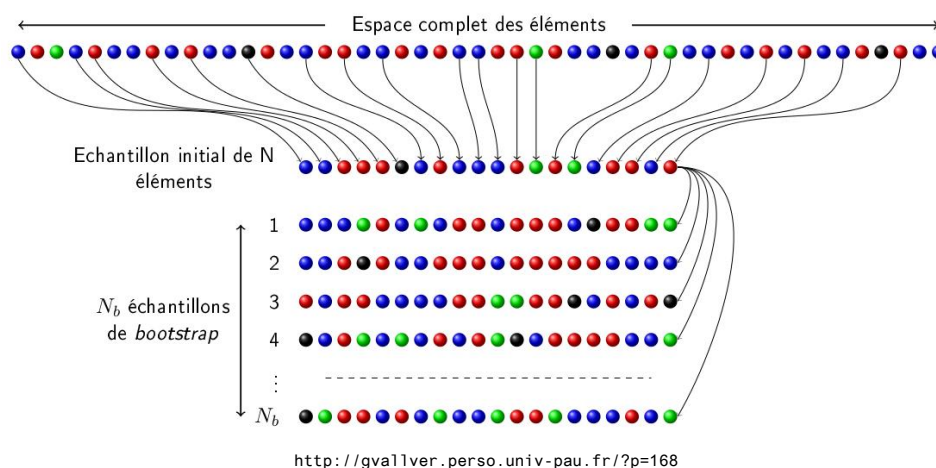 Espace complet des éléments
Echantillon initial de N
éléments
1
2
3
4
⋮
N_b
N_b échantillons
de bootstrap
http://gvallver.perso.univ-pau.fr/?p=168